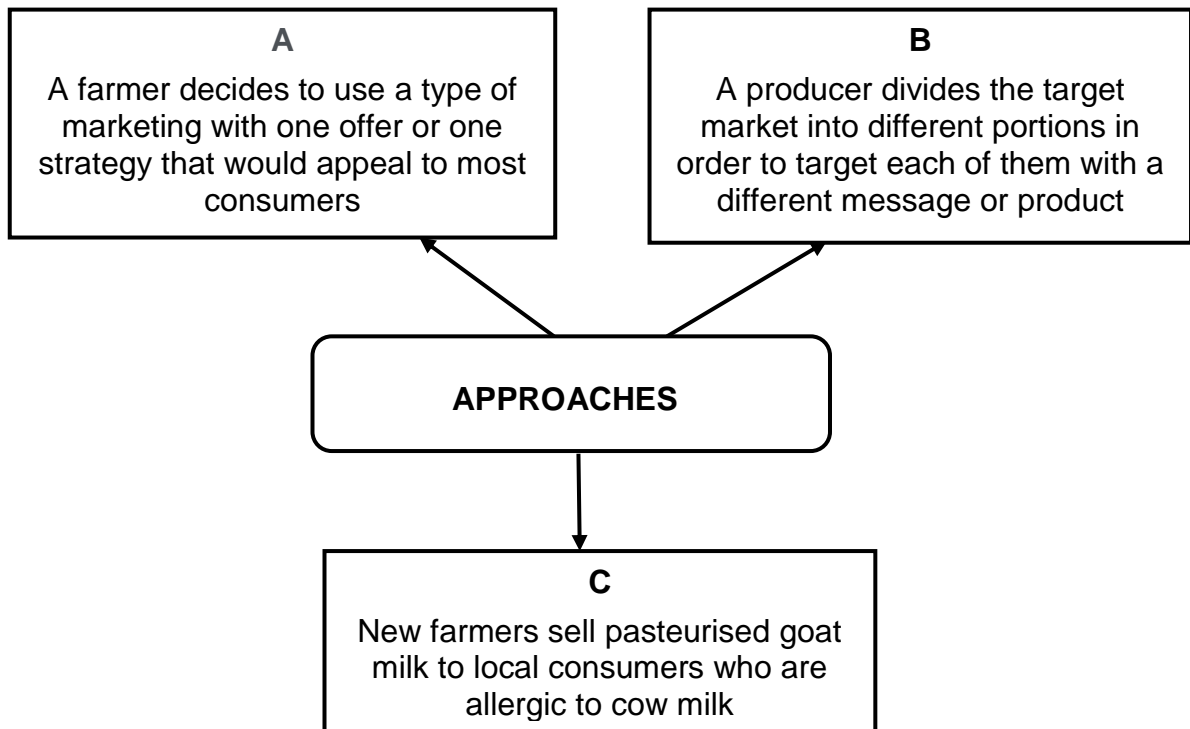 A
A farmer decides to use a type of
marketing with one offer or one
strategy that would appeal to most
consumers
B
A producer divides the target
market into different portions in
order to target each of them with a
different message or product
APPROACHES
C
New farmers sell pasteurised goat
milk to local consumers who are
allergic to cow milk